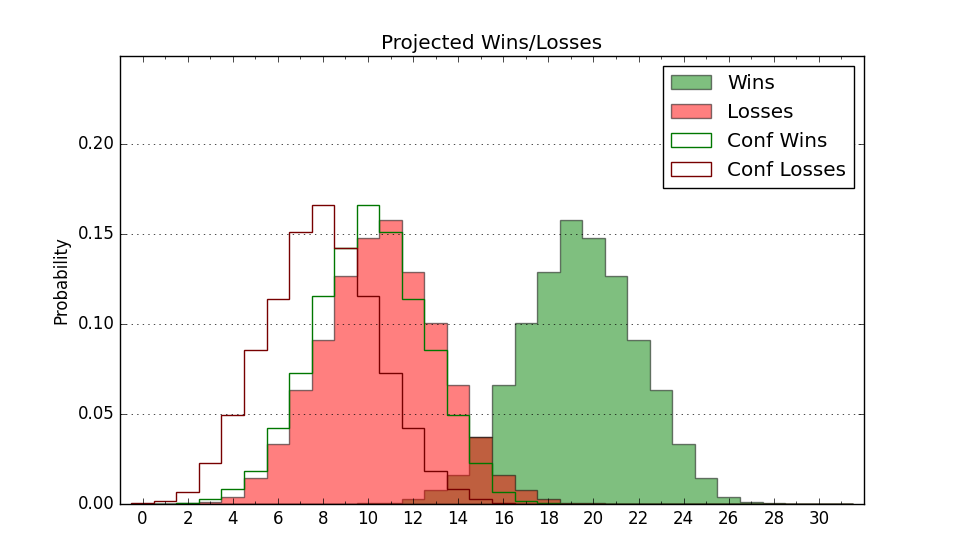 Projected Wins/Losses
Wins
Losses
Conf Wins
Conf Losses
Probability
0.20
0.15
0.10
0.05
0.00
0 2 4 6 8 10 12 14 16 18 20 22 24 26 28 30